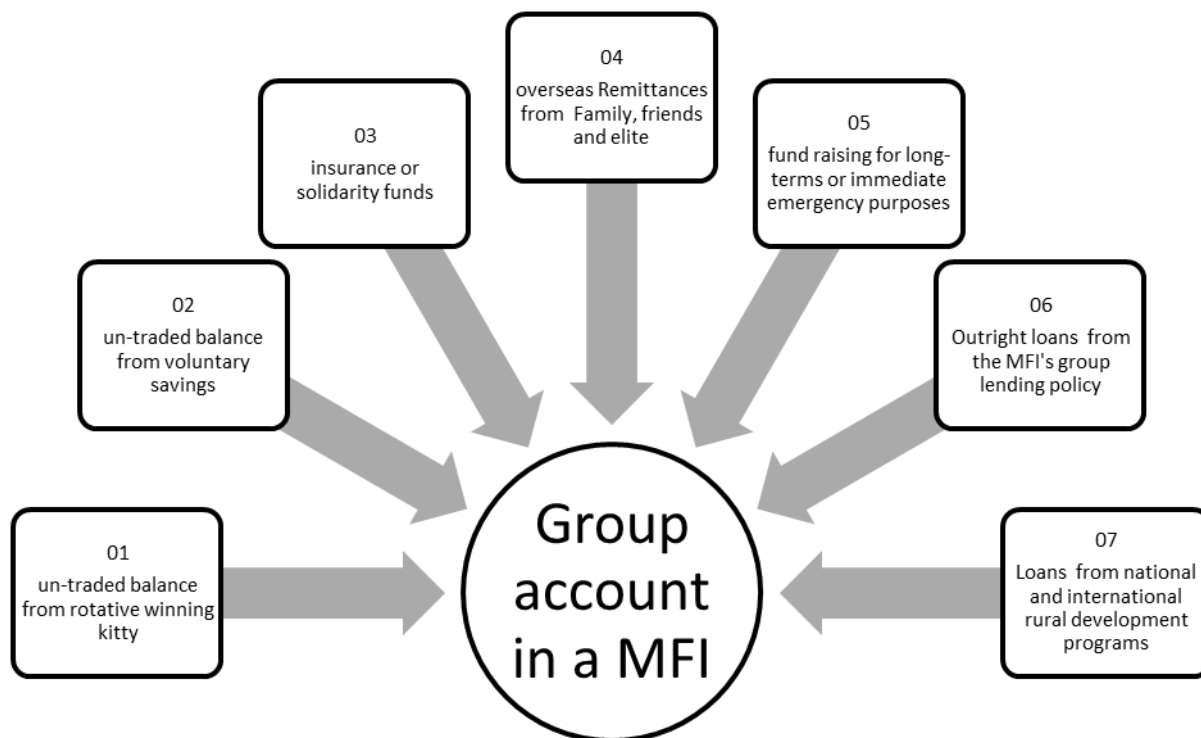 01
un-traded balance
from rotative winning
kitty
02
un-traded balance
from voluntary
savings
03
insurance or
solidarity funds
04
overseas Remittances
from Family, friends
and elite
05
fund raising for long-
terms or immediate
emergency purposes
06
Outright loans from
the MFI's group
lending policy
07
Loans from national
and international
rural development
programs
Group
account
in a MFI